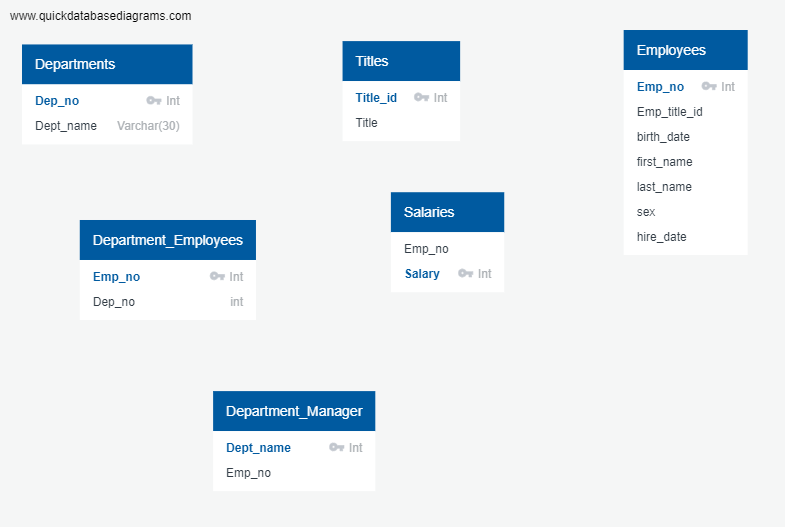 www.quickdatabasediagrams.com
Departments
Dep_no Int
Dept_name Varchar(30)
Titles
Title_id Int
Title
Employees
Emp_no Int
Emp_title_id
birth_date
first_name
last_name
sex
hire_date
Department_Employees
Emp_no Int
Dep_no int
Salaries
Emp_no
Salary Int
Department_Manager
Dept_name Int
Emp_no